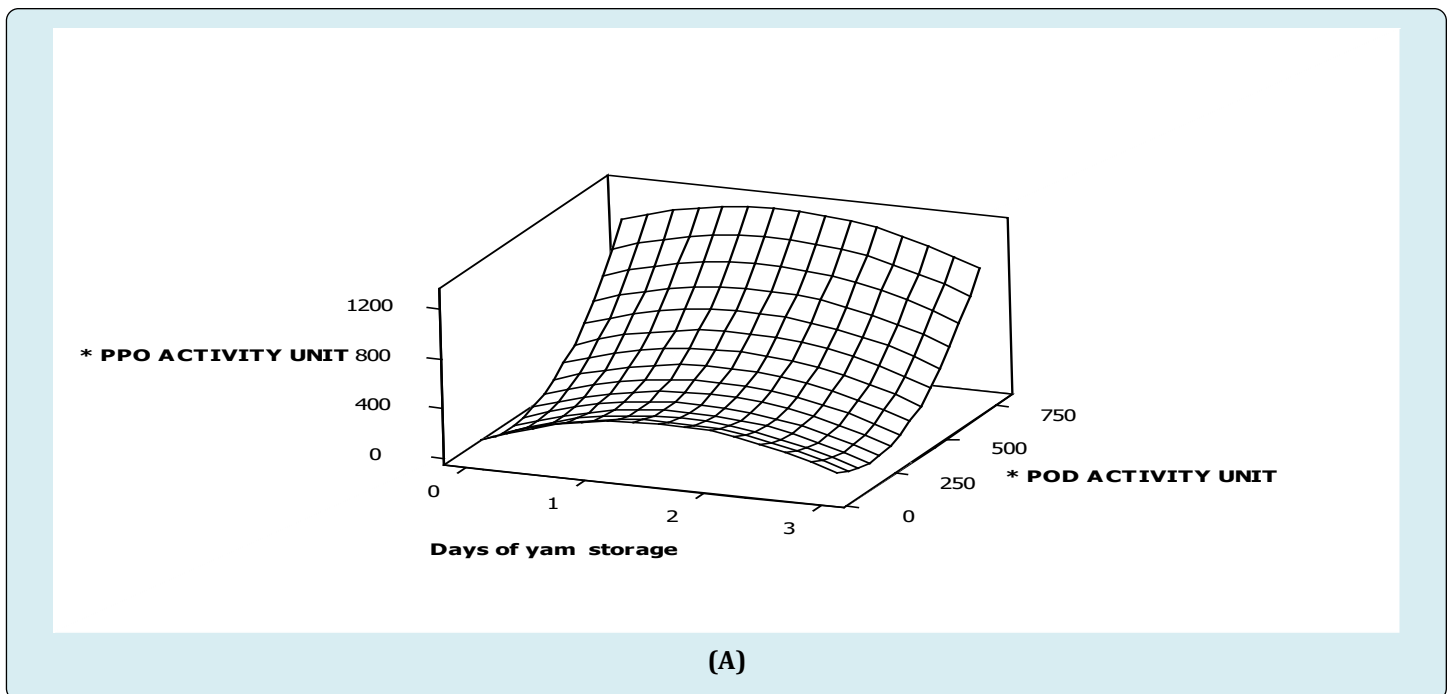 1200
* PPO ACTIVITY UNIT 800
400
0
0
1
2
3
Days of yam storage
0
250
500
750
* POD ACTIVITY UNIT
(A)